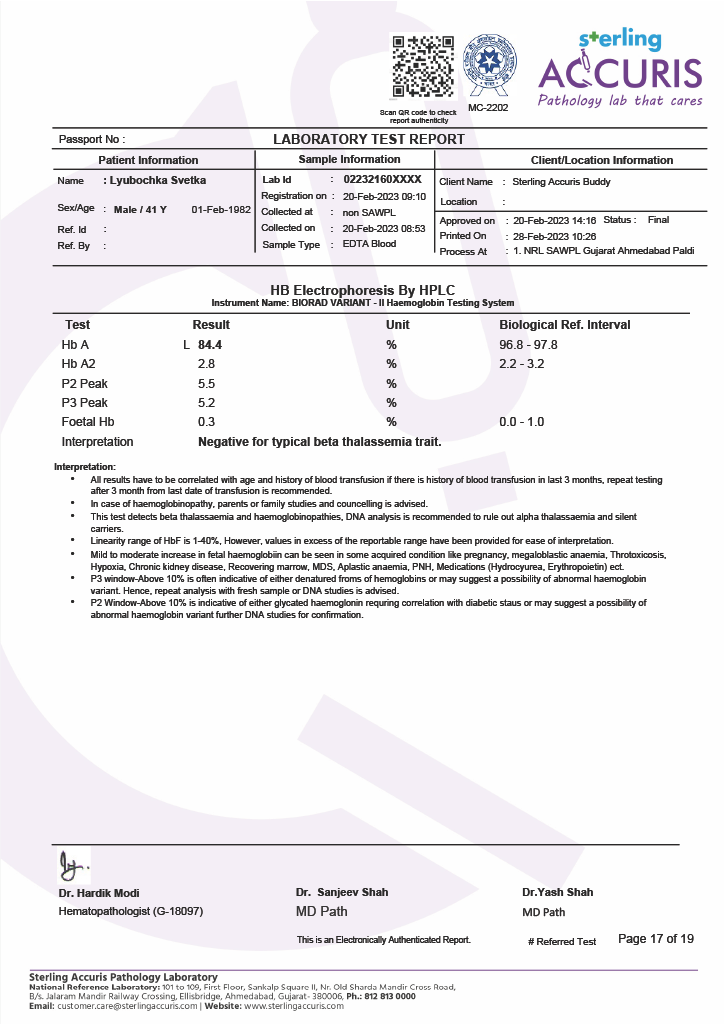 sterling
ACCURIS
Pathology lab that cares
Scan QR code to check
report authenticity
MC-2202
Passport No :
LABORATORY TEST REPORT
Patient Information
Sample Information
Client/Location Information
Name : Lyubochka Svetka
Lab Id : 02232160XXXX
Client Name : Sterling Accuris Buddy
Registration on : 20-Feb-2023 09:10
Location :
Sex/Age : Male / 41 Y 01-Feb-1982
Collected at : non SAWPL
Approved on : 20-Feb-2023 14:16 Status : Final
Ref. Id :
Collected on : 20-Feb-2023 08:53
Printed On : 28-Feb-2023 10:26
Ref. By :
Sample Type : EDTA Blood
Process At : 1. NRL SAWPL Gujarat Ahmedabad Paldi
HB Electrophoresis By HPLC
Instrument Name: BIORAD VARIANT - II Haemoglobin Testing System
Test Result Unit Biological Ref. Interval
Hb A L 84.4 % 96.8 - 97.8
Hb A2 2.8 % 2.2 - 3.2
P2 Peak 5.5 %
P3 Peak 5.2 %
Foetal Hb 0.3 % 0.0 - 1.0
Interpretation Negative for typical beta thalassemia trait.
Interpretation:
• All results have to be correlated with age and history of blood transfusion if there is history of blood transfusion in last 3 months, repeat testing
after 3 month from last date of transfusion is recommended.
• In case of haemoglobinopathy, parents or family studies and councelling is advised.
• This test detects beta thalassaemia and haemoglobinopathies, DNA analysis is recommended to rule out alpha thalassaemia and silent
carriers.
• Linearity range of HbF is 1-40%, However, values in excess of the reportable range have been provided for ease of interpretation.
• Mild to moderate increase in fetal haemoglobiin can be seen in some acquired condition like pregnancy, megaloblastic anaemia, Throtoxicosis,
Hypoxia, Chronic kidney disease, Recovering marrow, MDS, Aplastic anaemia, PNH, Medications (Hydrocyurea, Erythropoietin) ect.
• P3 window-Above 10% is often indicative of either denatured froms of hemoglobins or may suggest a possibility of abnormal haemoglobin
variant. Hence, repeat analysis with fresh sample or DNA studies is advised.
• P2 Window-Above 10% is indicative of either glycated haemoglonin requring correlation with diabetic staus or may suggest a possibility of
abnormal haemoglobin variant further DNA studies for confirmation.
Dr. Hardik Modi
Dr. Sanjeev Shah
Dr.Yash Shah
Hematopathologist (G-18097)
MD Path
MD Path
This is an Electronically Authenticated Report.
# Referred Test
Page 17 of 19
Sterling Accuris Pathology Laboratory
National Reference Laboratory: 101 to 109, First Floor, Sankalp Square II, Nr. Old Sharda Mandir Cross Road,
B/s. Jalaram Mandir Railway Crossing, Ellisbridge, Ahmedabad, Gujarat- 380006, Ph.: 812 813 0000
Email: customer.care@sterlingaccuris.com | Website: www.sterlingaccuris.com